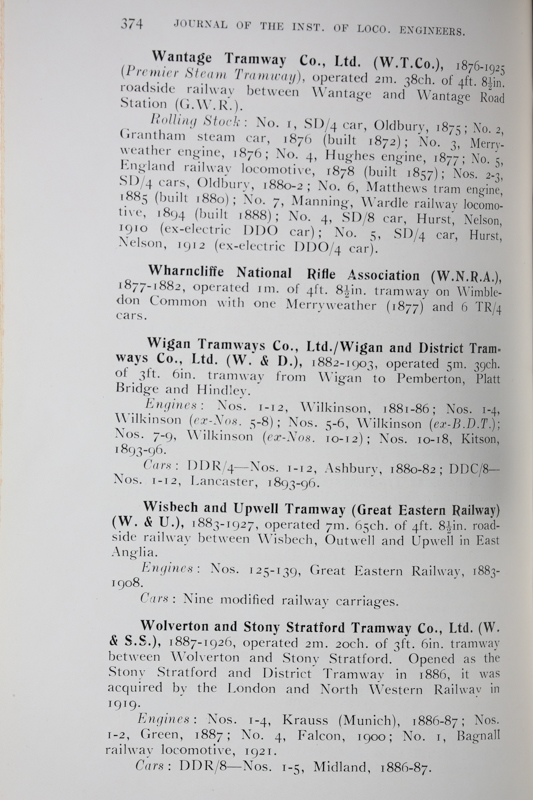 374 JOURNAL OF THE INST. OF LOCO. ENGINEERS.
Wantage Tramway Co., Ltd. (W.T.Co.), 1876-1925
(Premier Steam Tramway), operated 2m. 38ch. of 4ft. 8½in.
roadside railway between Wantage and Wantage Road
Station (G.W.R.).
Rolling Stock: No. 1, SD/4 car, Oldbury, 1875; No. 2,
Grantham steam car, 1876 (built 1872); No. 3, Merry-
weather engine, 1876; No. 4, Hughes engine, 1877; No. 5,
England railway locomotive, 1878 (built 1857); Nos. 2-3,
SD/4 cars, Oldbury, 1880-2; No. 6, Matthews tram engine,
1885 (built 1880); No. 7, Manning, Wardle railway locomo-
tive, 1894 (built 1888); No. 4, SD/8 car, Hurst, Nelson,
1910 (ex-electric DDO car); No. 5, SD/4 car, Hurst,
Nelson, 1912 (ex-electric DDO/4 car).
Wharncliffe National Rifle Association (W.N.R.A.),
1877-1882, operated 1m. of 4ft. 8½in. tramway on Wimble-
don Common with one Merryweather (1877) and 6 TR/4
cars.
Wigan Tramways Co., Ltd./Wigan and District Tram-
ways Co., Ltd. (W. & D.), 1882-1903, operated 5m. 39ch.
of 3ft. 6in. tramway from Wigan to Pemberton, Platt
Bridge and Hindley.
Engines: Nos. 1-12, Wilkinson, 1881-86; Nos. 1-4,
Wilkinson (ex-Nos. 5-8); Nos. 5-6, Wilkinson (ex-B.D.T.);
Nos. 7-9, Wilkinson (ex-Nos. 10-12); Nos. 10-18, Kitson,
1893-96.
Cars: DDR/4—Nos. 1-12, Ashbury, 1880-82; DDC/8—
Nos. 1-12, Lancaster, 1893-96.
Wisbech and Upwell Tramway (Great Eastern Railway)
(W. & U.), 1883-1927, operated 7m. 65ch. of 4ft. 8½in. road-
side railway between Wisbech, Outwell and Upwell in East
Anglia.
Engines: Nos. 125-139, Great Eastern Railway, 1883-
1908.
Cars: Nine modified railway carriages.
Wolverton and Stony Stratford Tramway Co., Ltd. (W.
& S.S.), 1887-1926, operated 2m. 20ch. of 3ft. 6in. tramway
between Wolverton and Stony Stratford. Opened as the
Stony Stratford and District Tramway in 1886, it was
acquired by the London and North Western Railway in
1919.
Engines: Nos. 1-4, Krauss (Munich), 1886-87; Nos.
1-2, Green, 1887; No. 4, Falcon, 1900; No. 1, Bagnall
railway locomotive, 1921.
Cars: DDR/8—Nos. 1-5, Midland, 1886-87.